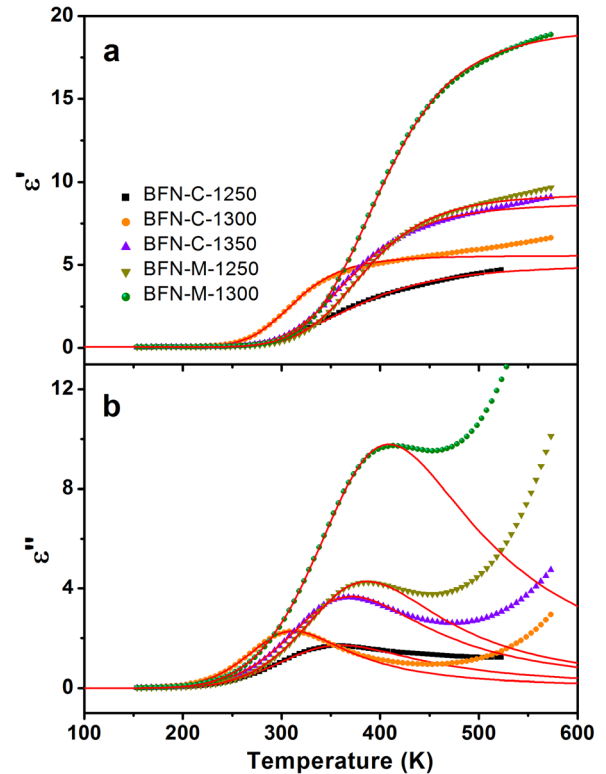 20
a
15
ε'
BFN-C-1250
10
BFN-C-1300
BFN-C-1350
BFN-M-1250
5
BFN-M-1300
0
b
12
8
ε"
4
0
100 200 300 400 500 600
Temperature (K)